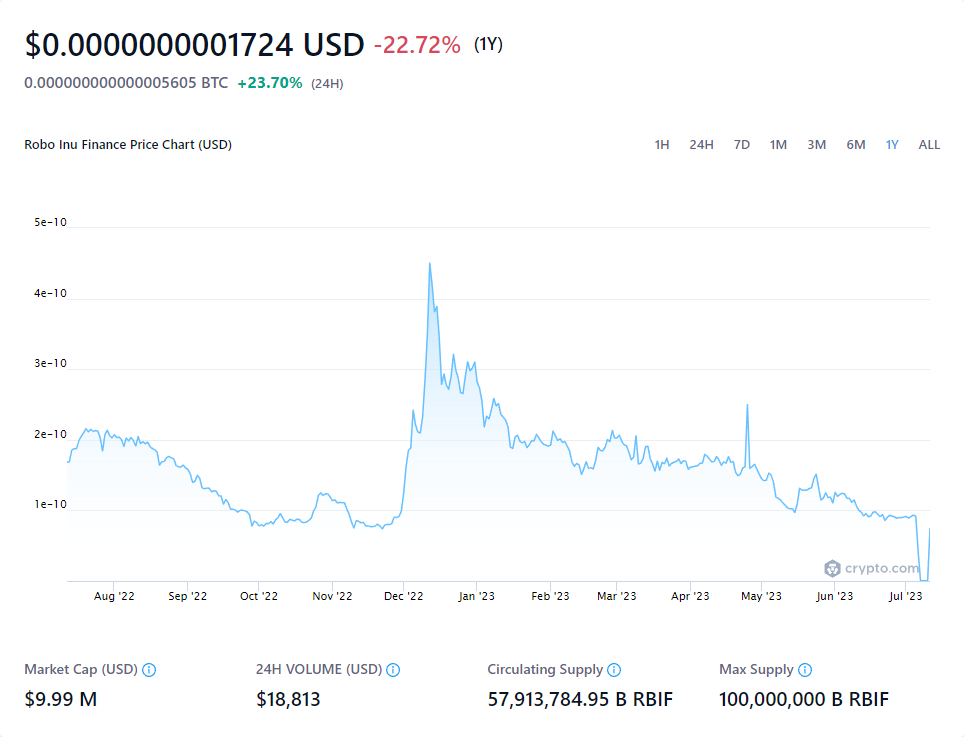 $0.0000000001724 USD -22.72% (1Y)
0.000000000000005605 BTC +23.70% (24H)
Robo Inu Finance Price Chart (USD) 1H 24H 7D 1M 3M 6M 1Y ALL
5e-10
4e-10
3e-10
2e-10
1e-10
crypto.com
Aug '22 Sep '22 Oct '22 Nov '22 Dec '22 Jan '23 Feb '23 Mar '23 Apr '23 May '23 Jun '23 Jul '23
Market Cap (USD) 24H VOLUME (USD) Circulating Supply Max Supply
$9.99 M $18,813 57,913,784.95 B RBIF 100,000,000 B RBIF